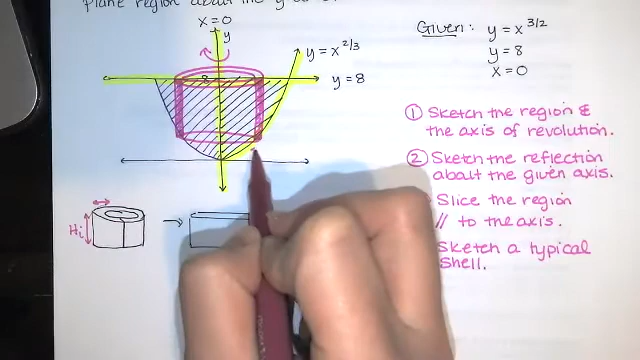 plane region about the y
x=0
y
y = x^{2/3}
8
y = 8
Given:
y = x^{3/2}
y = 8
x = 0
① Sketch the region &
the axis of revolution.
② Sketch the reflection
about the given axis.
Slice the region
// to the axis.
Sketch a typical
shell.
Hi